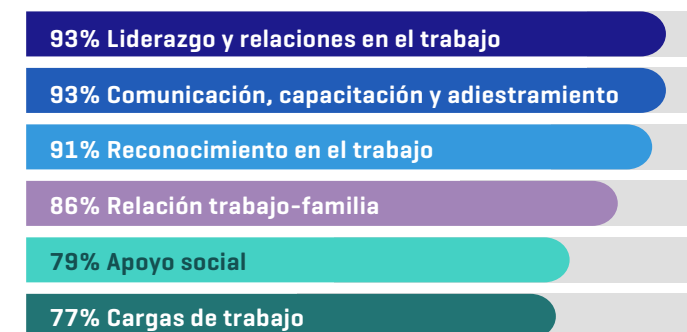 93% Liderazgo y relaciones en el trabajo
93% Comunicación, capacitación y adiestramiento
91% Reconocimiento en el trabajo
86% Relación trabajo-familia
79% Apoyo social
77% Cargas de trabajo